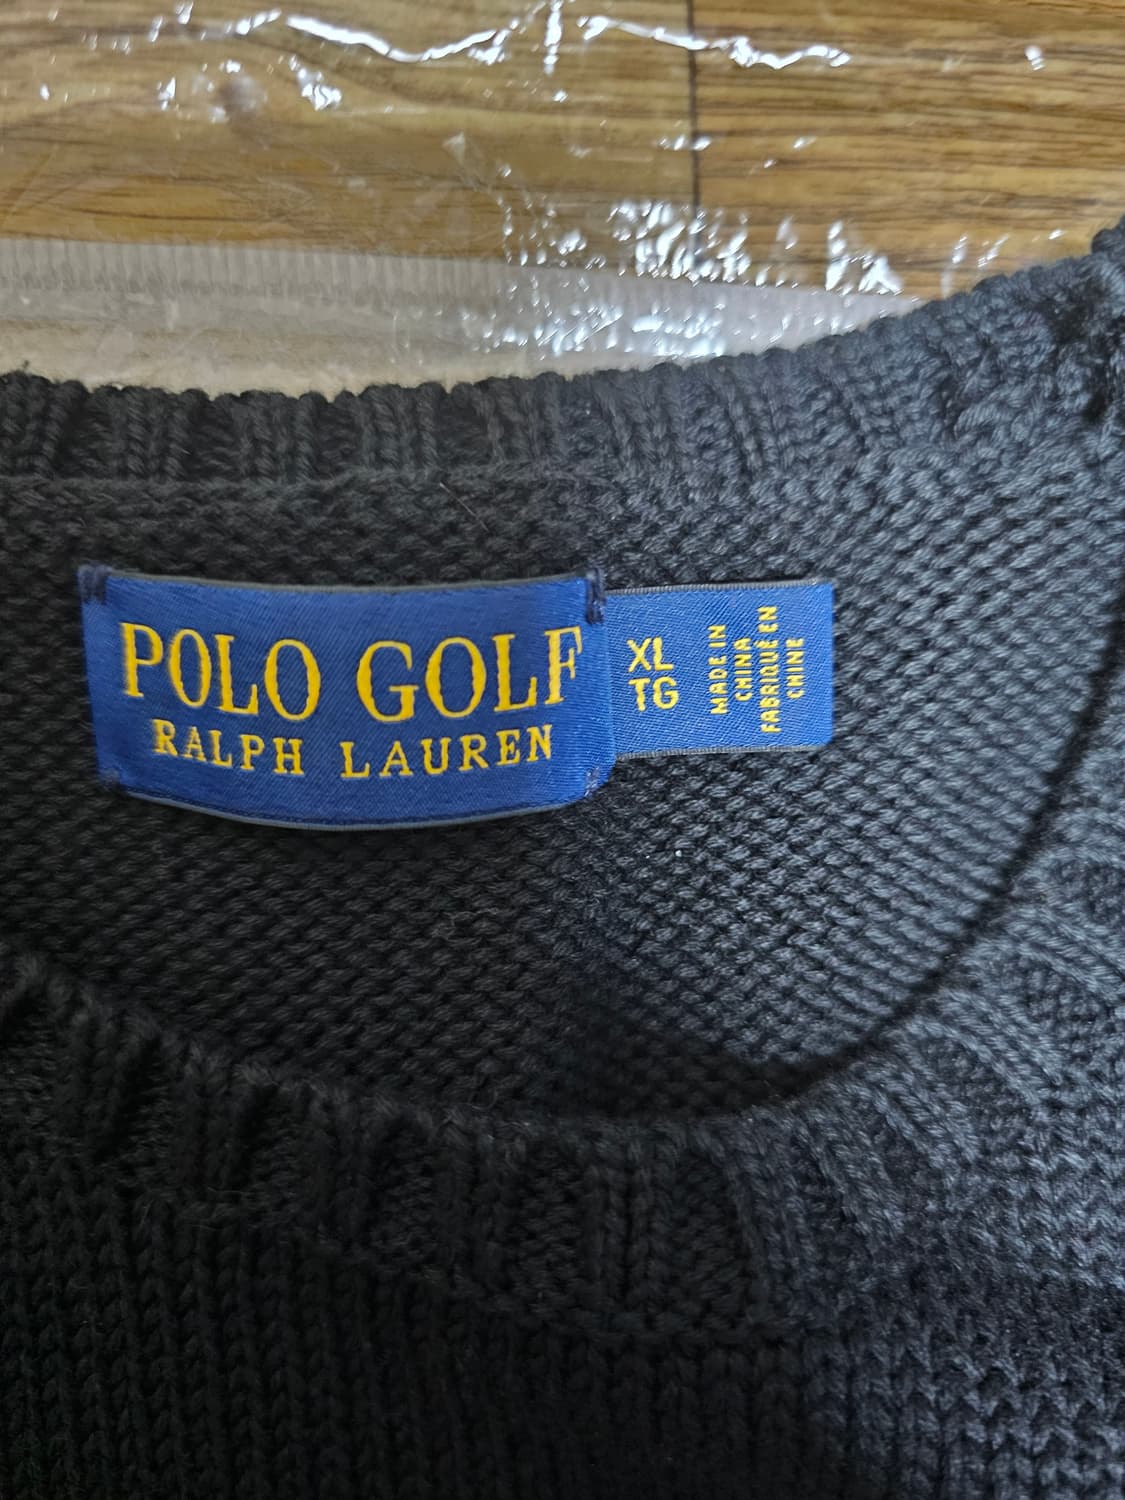 POLO GOLF
RALPH LAUREN
XL
TG
MADE IN
CHINA
FABRIQUÉ EN
CHINE